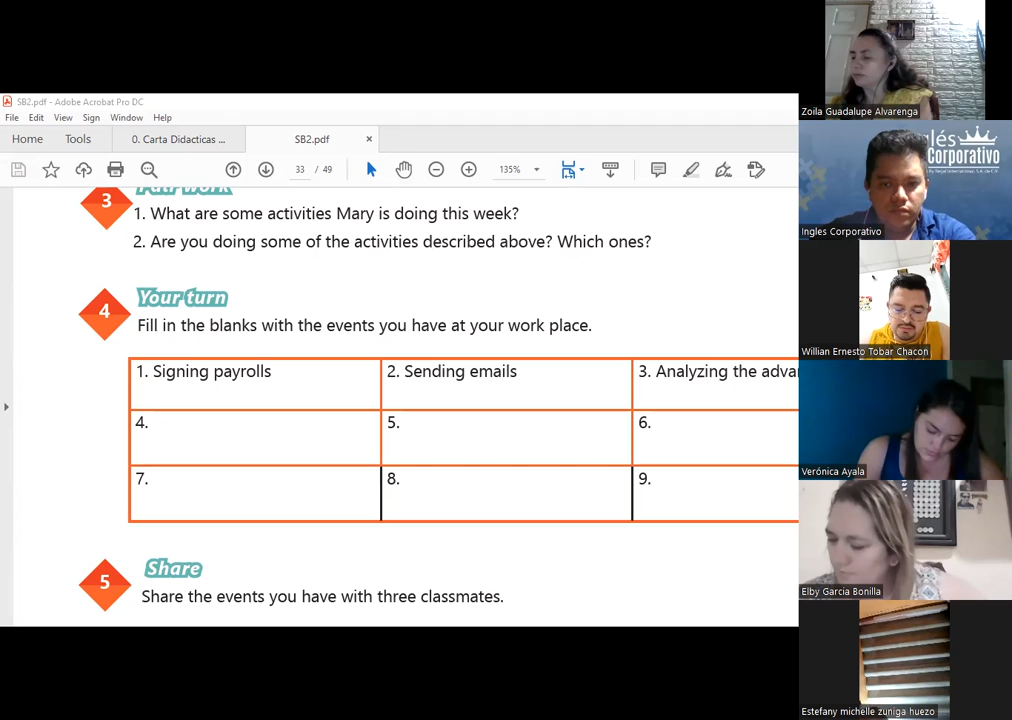 SB2.pdf - Adobe Acrobat Pro DC
File Edit View Sign Window Help
Home Tools 0. Carta Didacticas ... SB2.pdf ×
33 / 49 135%
3 Pair work
1. What are some activities Mary is doing this week?
2. Are you doing some of the activities described above? Which ones?
4 Your turn
Fill in the blanks with the events you have at your work place.
1. Signing payrolls 2. Sending emails 3. Analyzing the adva
4. 5. 6.
7. 8. 9.
5 Share
Share the events you have with three classmates.
Zoila Guadalupe Alvarenga
glés
Corporativo
Ingles Corporativo
Willian Ernesto Tobar Chacon
Verónica Ayala
Elby Garcia Bonilla
Estefany michelle zuniga huezo